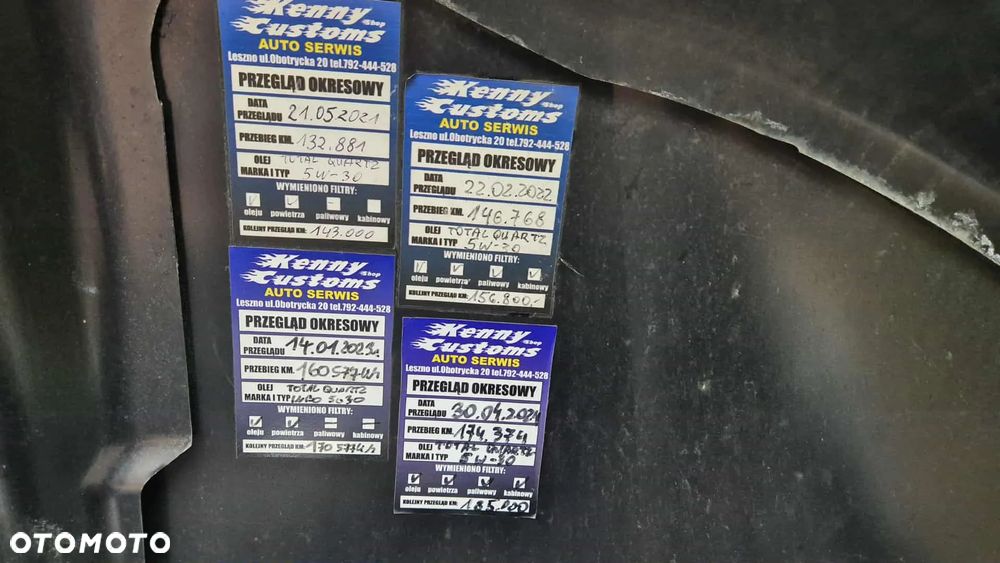 Kenny Shop
Customs
AUTO SERWIS
Leszno ul.Obotrycka 20 tel.792-444-528
PRZEGLĄD OKRESOWY
DATA PRZEGLĄDU 21.05.2021
PRZEBIEG KM. 132.881
OLEJ MARKA I TYP TOTAL QUARTZ 5W-30
WYMIENIONO FILTRY:
oleju powietrza paliwowy kabinowy
KOLEJNY PRZEGLĄD KM: 143.000
Kenny Shop
Customs
AUTO SERWIS
Leszno ul.Obotrycka 20 tel.792-444-528
PRZEGLĄD OKRESOWY
DATA PRZEGLĄDU 22.02.2022
PRZEBIEG KM. 146.768
OLEJ MARKA I TYP TOTAL QUARTZ 5W-30
WYMIENIONO FILTRY:
oleju powietrza paliwowy kabinowy
KOLEJNY PRZEGLĄD KM: 156.800,-
Kenny Shop
Customs
AUTO SERWIS
Leszno ul.Obotrycka 20 tel.792-444-528
PRZEGLĄD OKRESOWY
DATA PRZEGLĄDU 14.01.2023
PRZEBIEG KM. 160577
OLEJ MARKA I TYP TOTAL QUARTZ 5W30
WYMIENIONO FILTRY:
oleju powietrza paliwowy kabinowy
KOLEJNY PRZEGLĄD KM: 170577
Kenny Shop
Customs
AUTO SERWIS
Leszno ul.Obotrycka 20 tel.792-444-528
PRZEGLĄD OKRESOWY
DATA PRZEGLĄDU 30.04.2024
PRZEBIEG KM. 174.374
OLEJ MARKA I TYP TOTAL QUARTZ 5W-30
WYMIENIONO FILTRY:
oleju powietrza paliwowy kabinowy
KOLEJNY PRZEGLĄD KM: 185.000
OTOMOTO